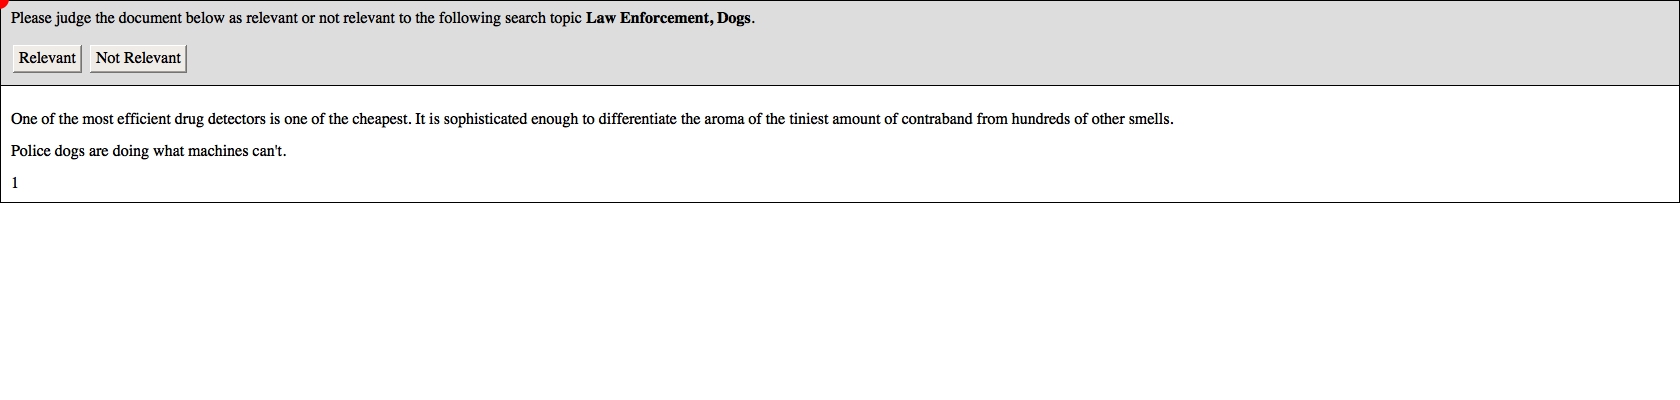 Please judge the document below as relevant or not relevant to the following search topic Law Enforcement, Dogs.
Relevant Not Relevant
One of the most efficient drug detectors is one of the cheapest. It is sophisticated enough to differentiate the aroma of the tiniest amount of contraband from hundreds of other smells.
Police dogs are doing what machines can't.
1